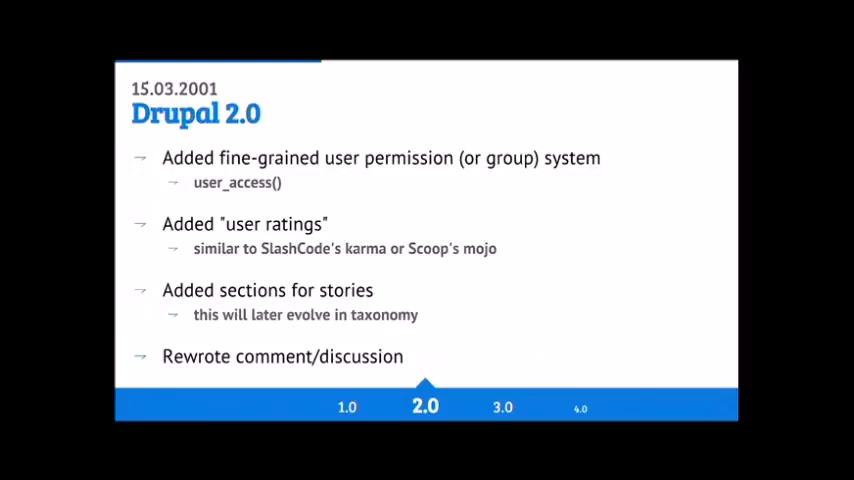 15.03.2001
Drupal 2.0
→ Added fine-grained user permission (or group) system
→ user_access()
→ Added "user ratings"
→ similar to SlashCode's karma or Scoop's mojo
→ Added sections for stories
→ this will later evolve in taxonomy
→ Rewrote comment/discussion
1.0 2.0 3.0 4.0